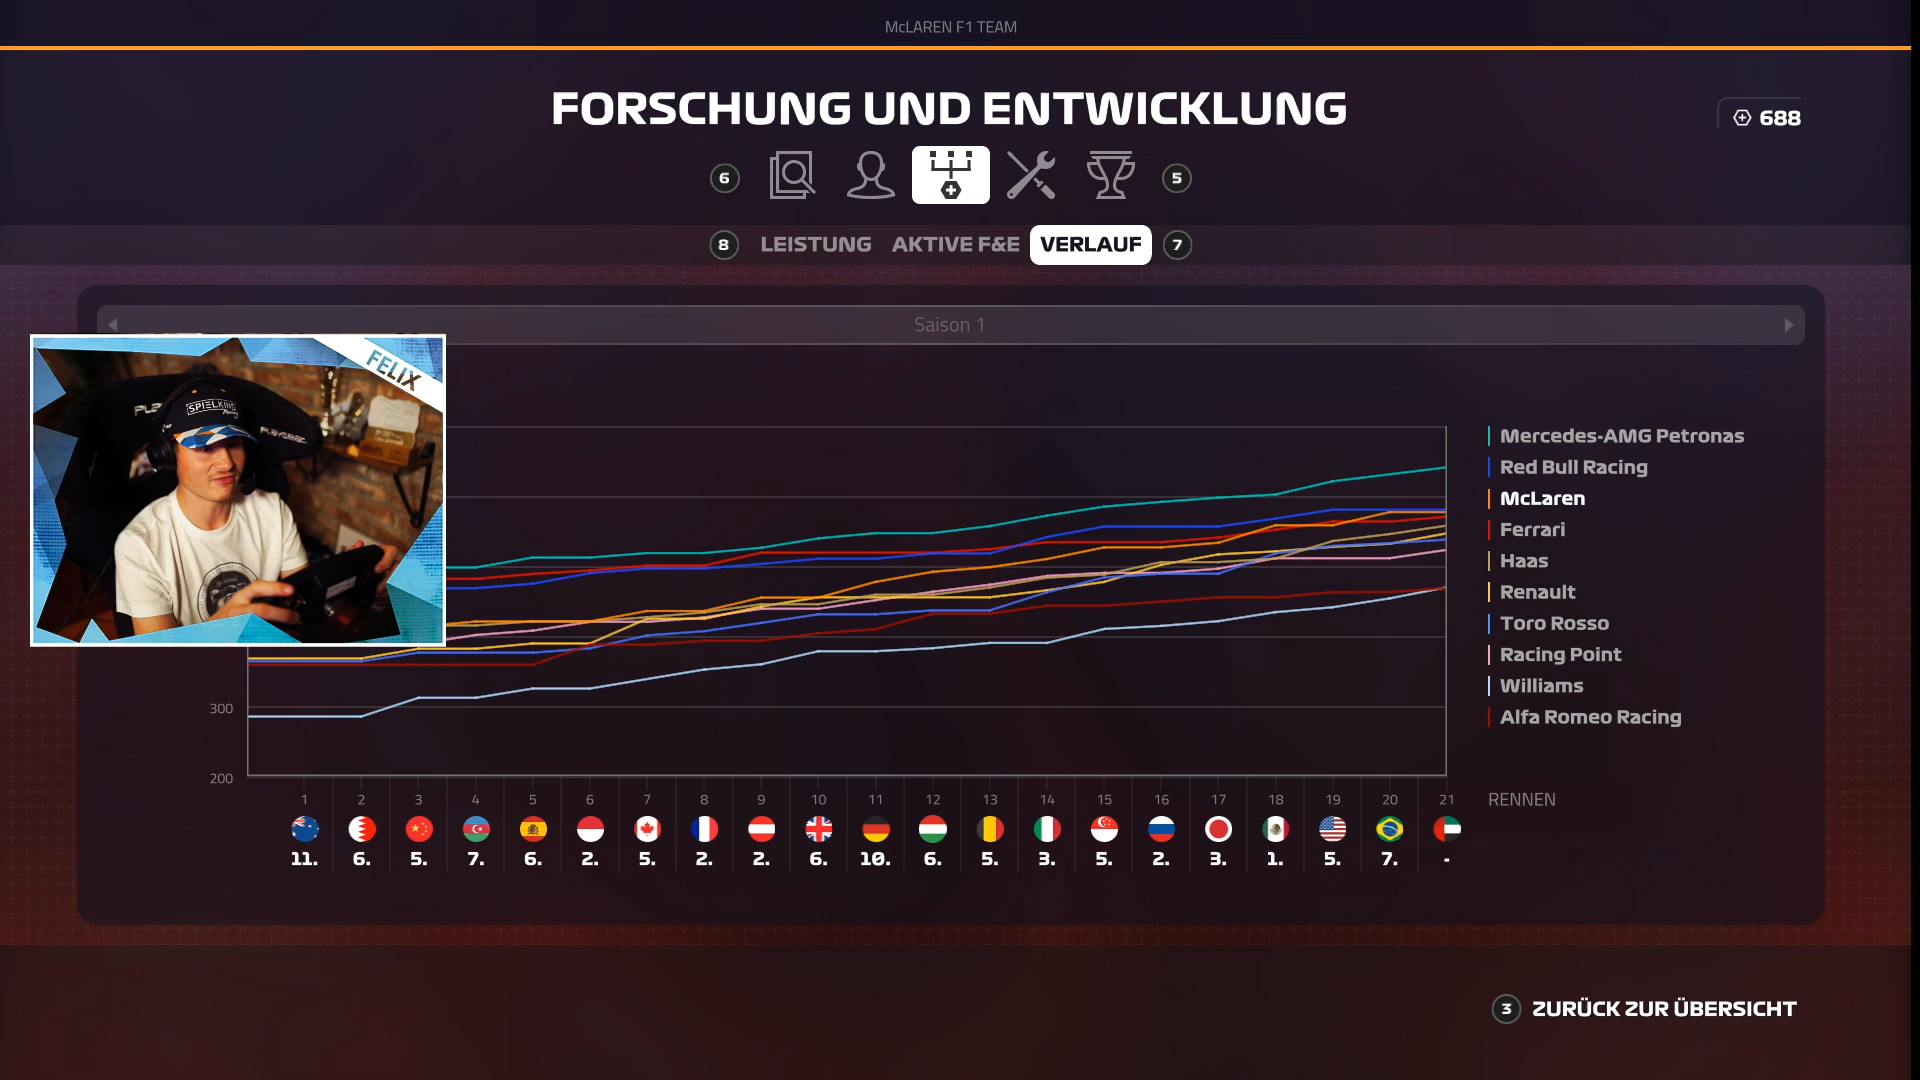 McLAREN F1 TEAM
FORSCHUNG UND ENTWICKLUNG
688
6
5
8
LEISTUNG
AKTIVE F&E
VERLAUF
7
Saison 1
FELIX
SPIELKIND
Racing
PLAYSEAT
Mercedes-AMG Petronas
Red Bull Racing
McLaren
Ferrari
Haas
Renault
Toro Rosso
Racing Point
Williams
Alfa Romeo Racing
300
200
1 2 3 4 5 6 7 8 9 10 11 12 13 14 15 16 17 18 19 20 21
RENNEN
11. 6. 5. 7. 6. 2. 5. 2. 2. 6. 10. 6. 5. 3. 5. 2. 3. 1. 5. 7. -
3 ZURÜCK ZUR ÜBERSICHT